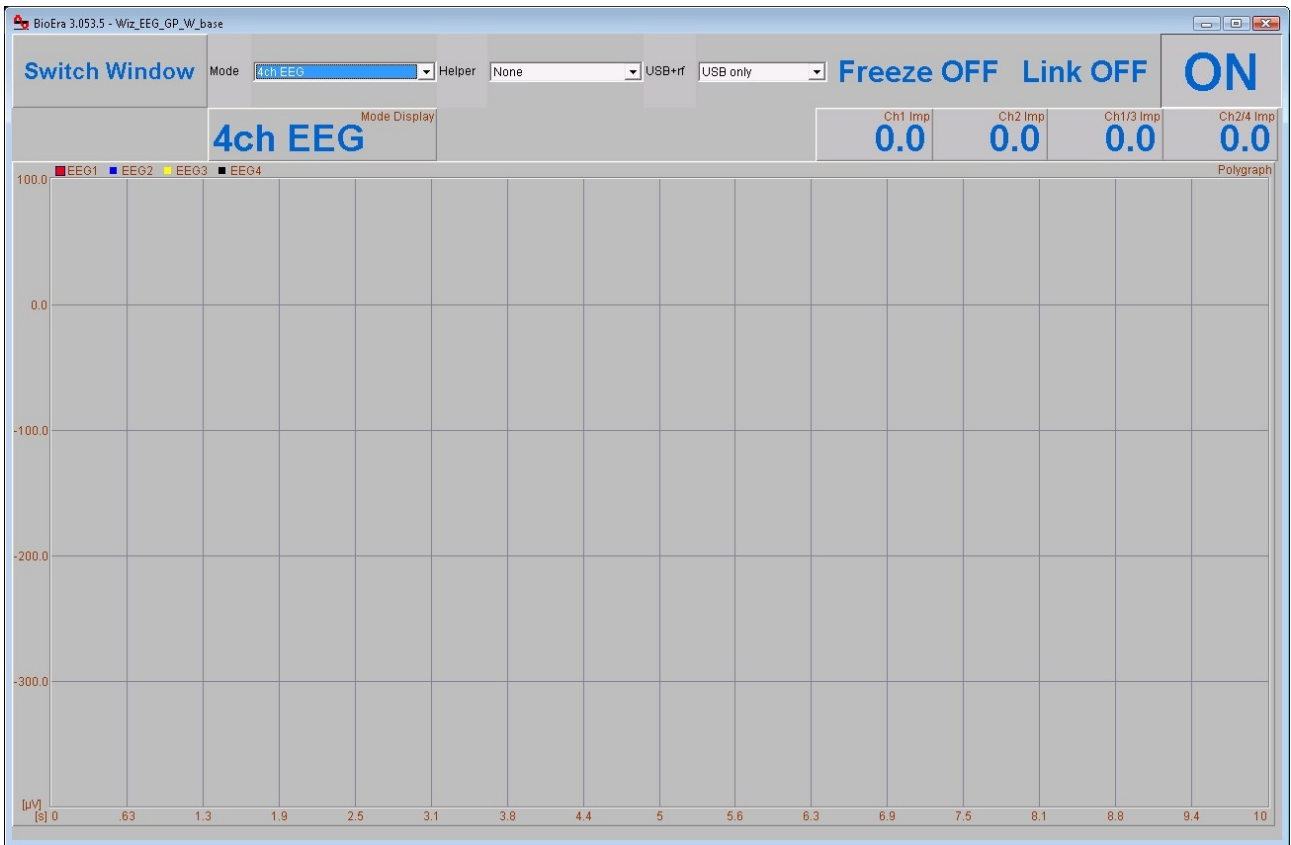 BioEra 3.053.5 - Wiz_EEG_GP_W_base
Switch Window Mode 4ch EEG Helper None USB+rf USB only Freeze OFF Link OFF ON
Mode Display Ch1 Imp Ch2 Imp Ch1/3 Imp Ch2/4 Imp
4ch EEG 0.0 0.0 0.0 0.0
EEG1 EEG2 EEG3 EEG4 Polygraph
100.0
0.0
-100.0
-200.0
-300.0
[µV]
[s] 0 .63 1.3 1.9 2.5 3.1 3.8 4.4 5 5.6 6.3 6.9 7.5 8.1 8.8 9.4 10